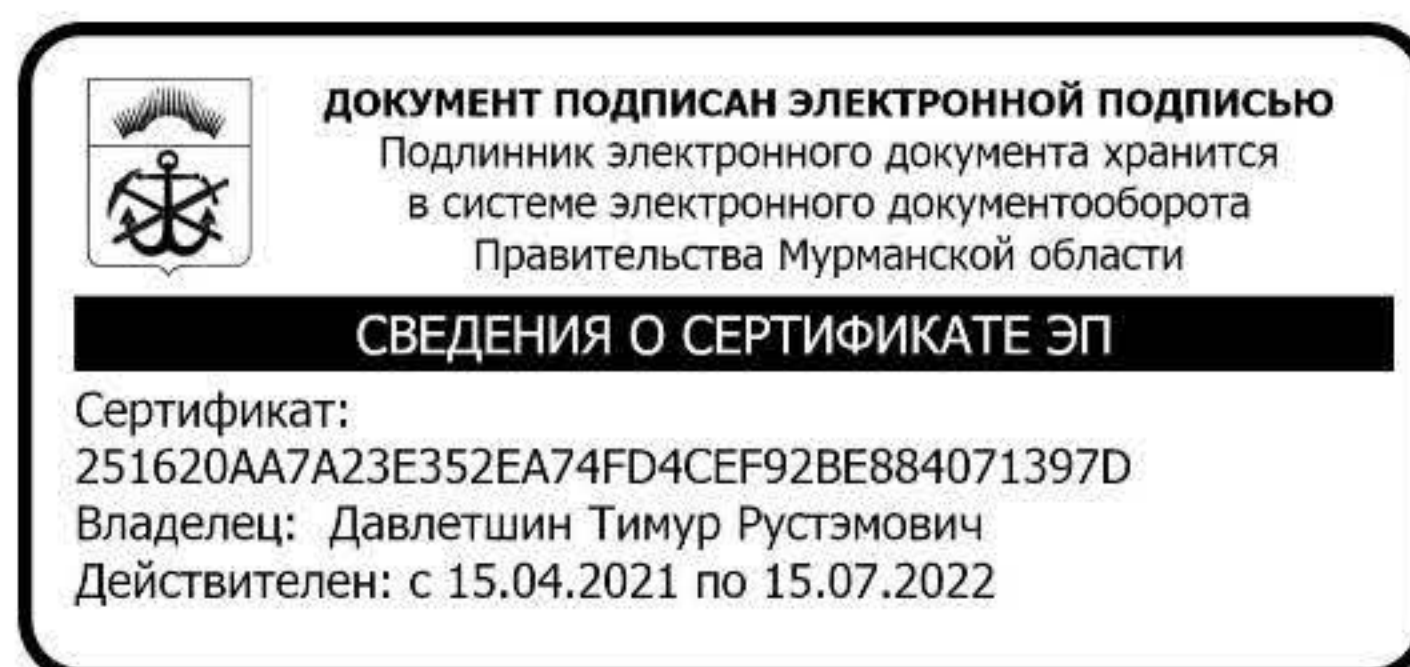 ДОКУМЕНТ ПОДПИСАН ЭЛЕКТРОННОЙ ПОДПИСЬЮ
Подлинник электронного документа хранится
в системе электронного документооборота
Правительства Мурманской области
СВЕДЕНИЯ О СЕРТИФИКАТЕ ЭП
Сертификат:
251620AA7A23E352EA74FD4CEF92BE884071397D
Владелец: Давлетшин Тимур Рустэмович
Действителен: с 15.04.2021 по 15.07.2022